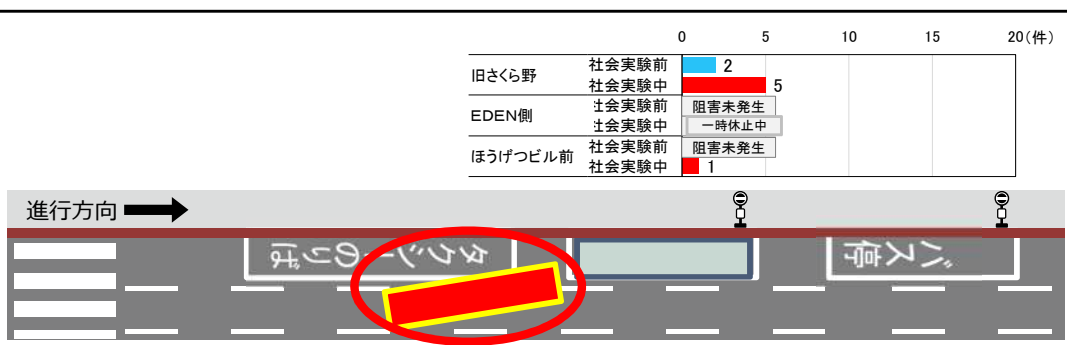 0 5 10 15 20(件)
旧さくら野 社会実験前 2
社会実験中 5
EDEN側 社会実験前 阻害未発生
社会実験中 一時休止中
ほうげつビル前 社会実験前 阻害未発生
社会実験中 1
進行方向
タクシーのりば
バス停